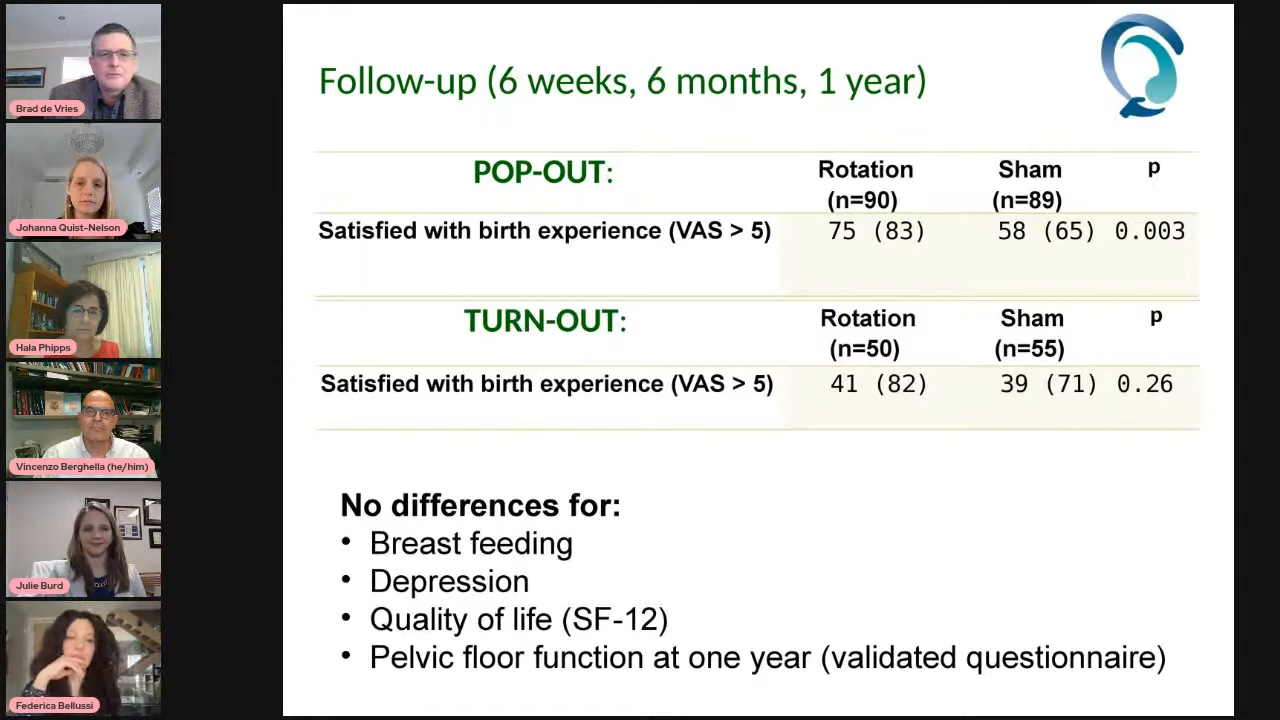 Brad de Vries
Johanna Quist-Nelson
Hala Phipps
Vincenzo Berghella (he/him)
Julie Burd
Federica Bellussi
Follow-up (6 weeks, 6 months, 1 year)
POP-OUT: Rotation Sham p
(n=90) (n=89)
Satisfied with birth experience (VAS > 5) 75 (83) 58 (65) 0.003
TURN-OUT: Rotation Sham p
(n=50) (n=55)
Satisfied with birth experience (VAS > 5) 41 (82) 39 (71) 0.26
No differences for:
• Breast feeding
• Depression
• Quality of life (SF-12)
• Pelvic floor function at one year (validated questionnaire)